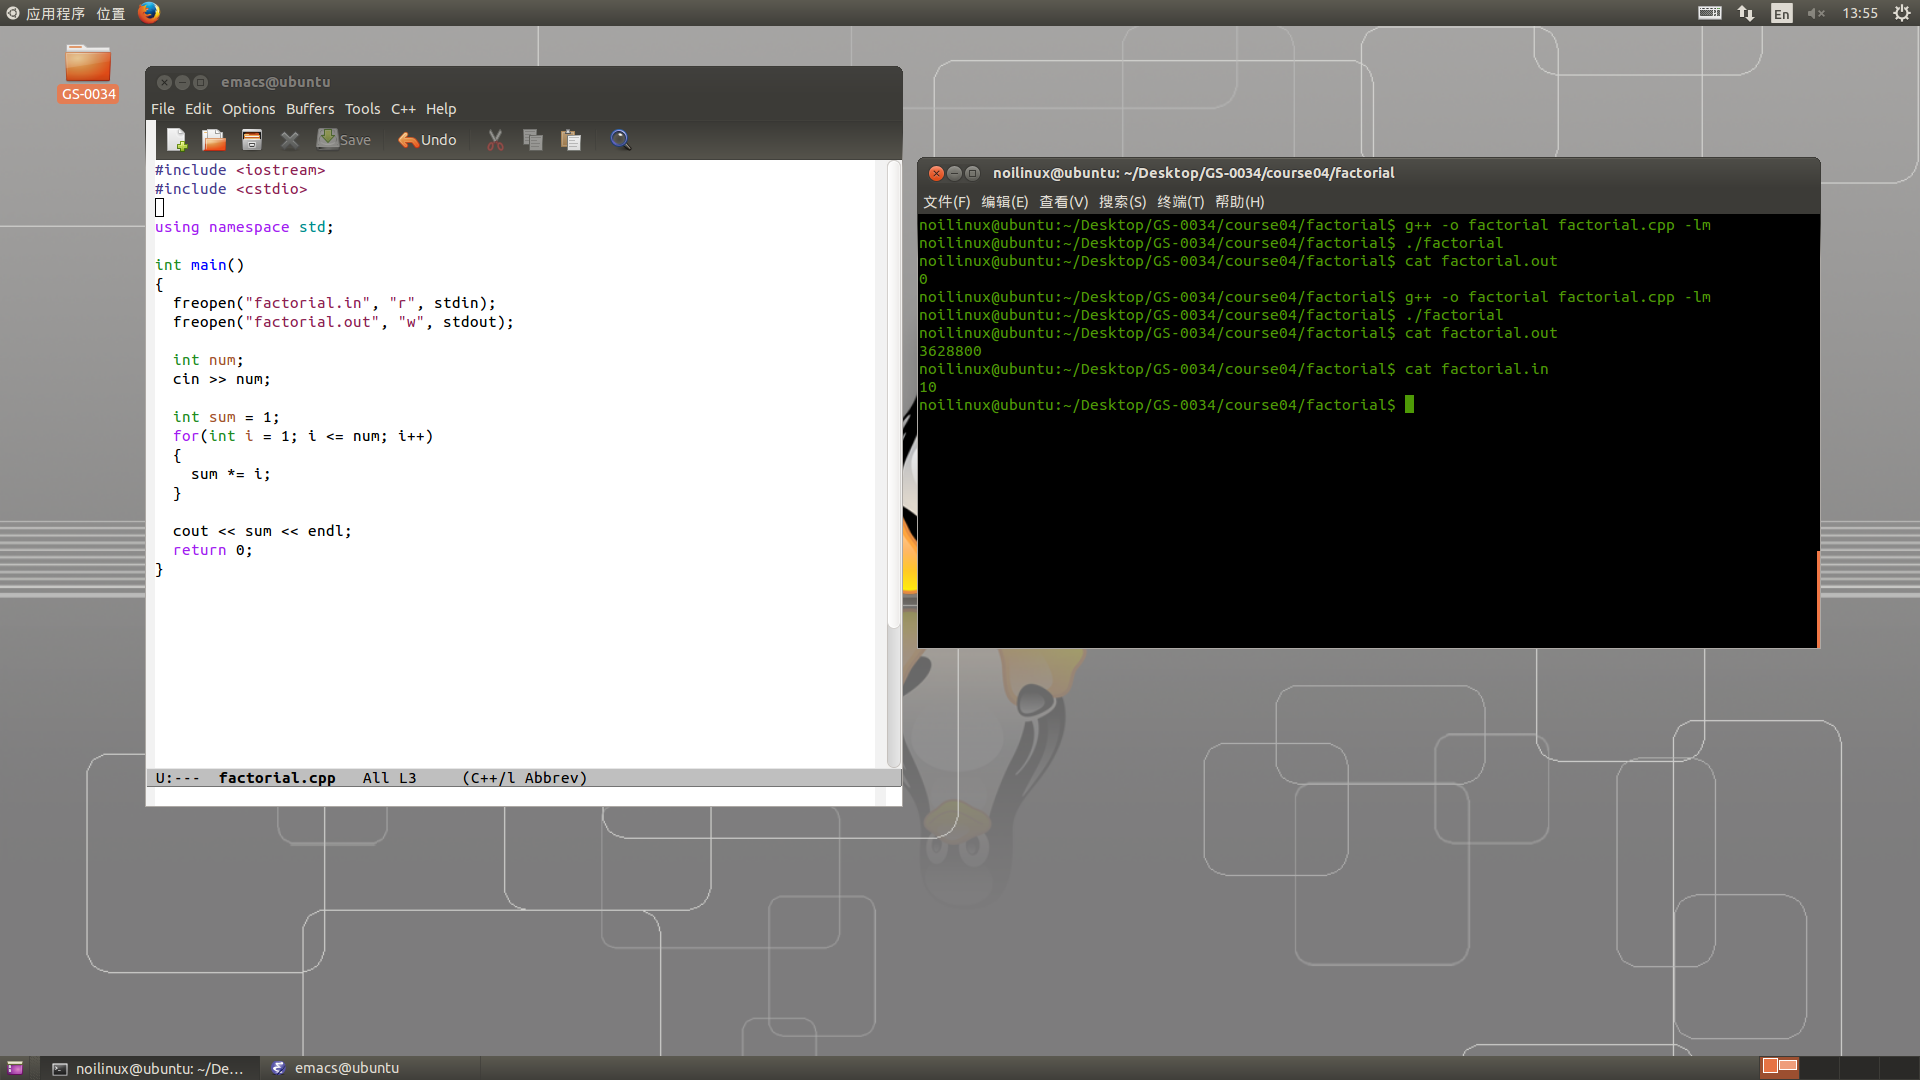 应用程序 位置
En 13:55
GS-0034
emacs@ubuntu
File Edit Options Buffers Tools C++ Help
Save Undo
#include <iostream>
#include <cstdio>
using namespace std;
int main()
{
freopen("factorial.in", "r", stdin);
freopen("factorial.out", "w", stdout);
int num;
cin >> num;
int sum = 1;
for(int i = 1; i <= num; i++)
{
sum *= i;
}
cout << sum << endl;
return 0;
}
U:--- factorial.cpp All L3 (C++/l Abbrev)
noilinux@ubuntu: ~/Desktop/GS-0034/course04/factorial
文件(F) 编辑(E) 查看(V) 搜索(S) 终端(T) 帮助(H)
noilinux@ubuntu:~/Desktop/GS-0034/course04/factorial$ g++ -o factorial factorial.cpp -lm
noilinux@ubuntu:~/Desktop/GS-0034/course04/factorial$ ./factorial
noilinux@ubuntu:~/Desktop/GS-0034/course04/factorial$ cat factorial.out
0
noilinux@ubuntu:~/Desktop/GS-0034/course04/factorial$ g++ -o factorial factorial.cpp -lm
noilinux@ubuntu:~/Desktop/GS-0034/course04/factorial$ ./factorial
noilinux@ubuntu:~/Desktop/GS-0034/course04/factorial$ cat factorial.out
3628800
noilinux@ubuntu:~/Desktop/GS-0034/course04/factorial$ cat factorial.in
10
noilinux@ubuntu:~/Desktop/GS-0034/course04/factorial$
noilinux@ubuntu: ~/De... emacs@ubuntu